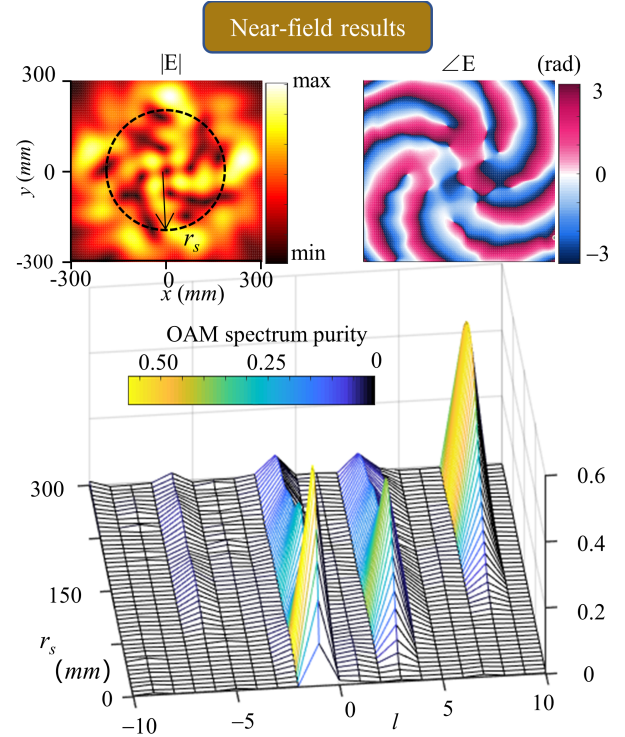 Near-field results
|E|
∠E (rad)
300
0
-300
y (mm)
-300 0 300
x (mm)
r_s
max
min
3
0
−3
OAM spectrum purity
0.50 0.25 0
300
150
0
r_s
(mm)
−10 −5 0 5 10
l
0.6
0.4
0.2
0